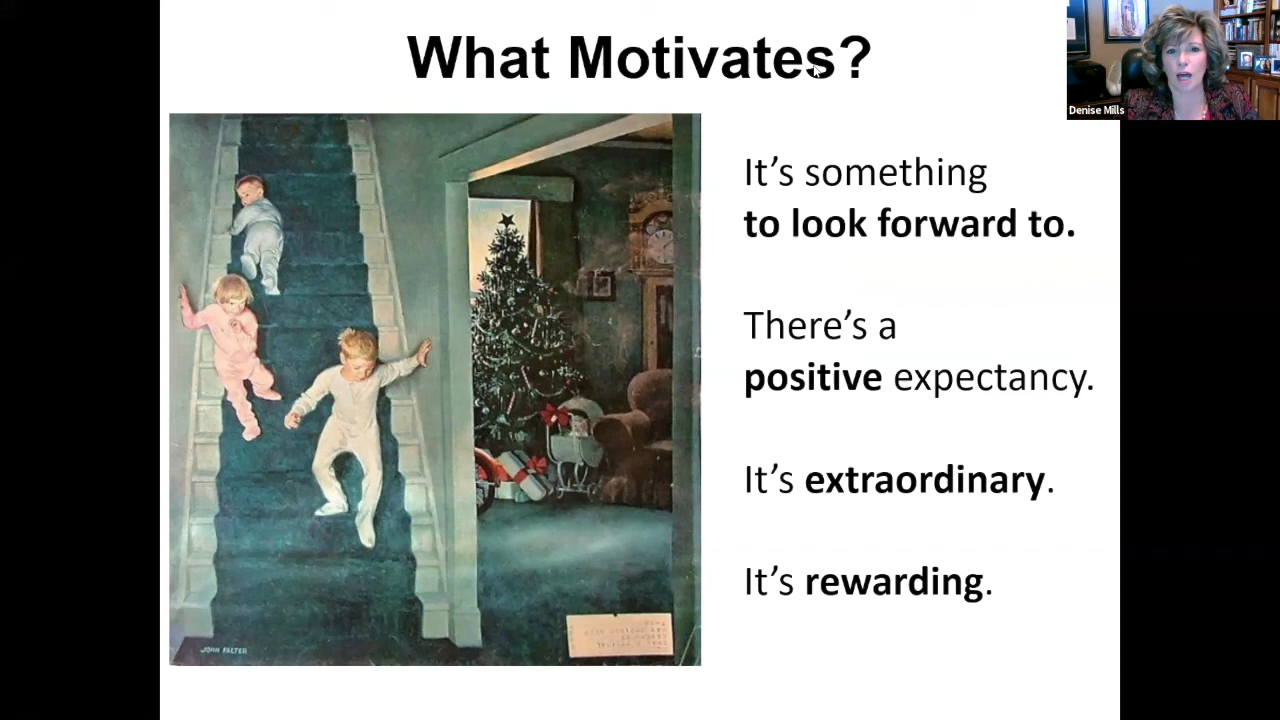 What Motivates?
Denise Mills
It’s something
to look forward to.
There’s a
positive expectancy.
It’s extraordinary.
It’s rewarding.
JOHN FALTER